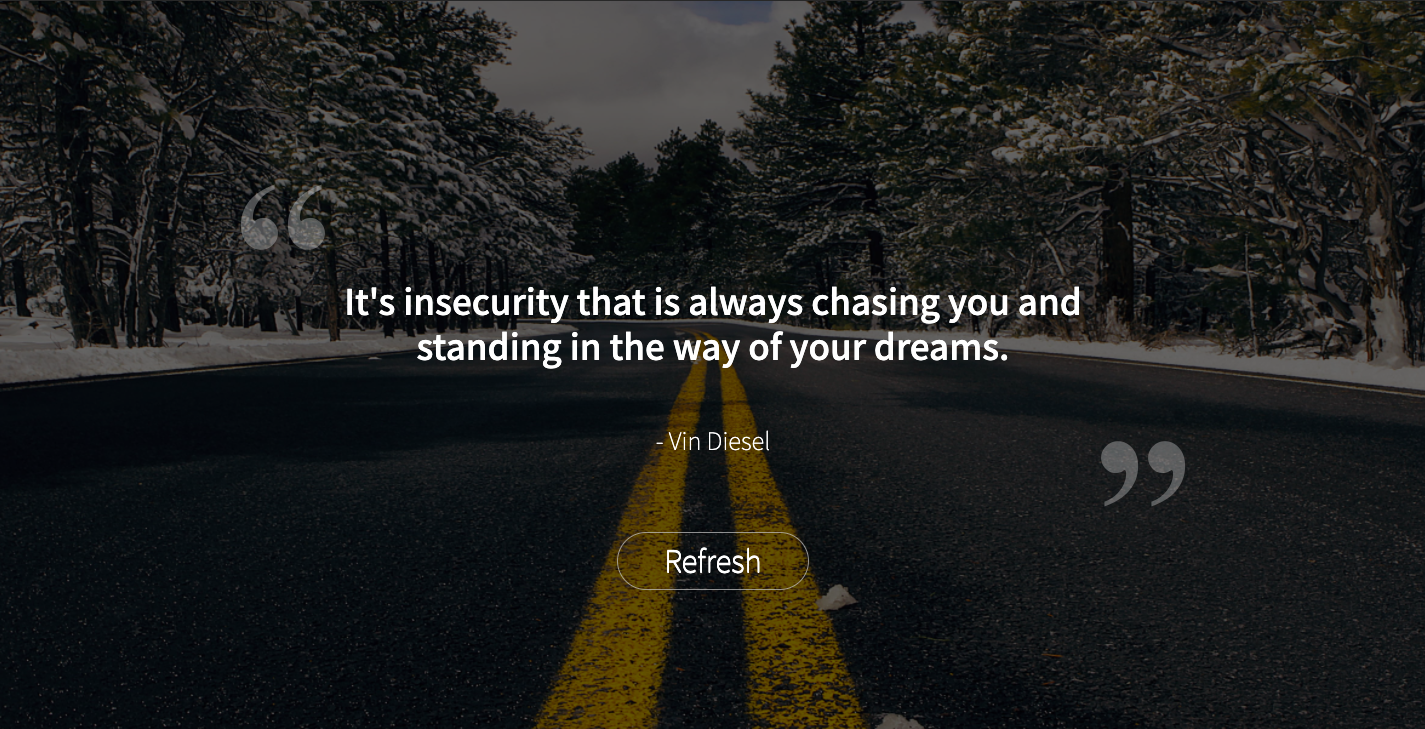 “
It's insecurity that is always chasing you and
standing in the way of your dreams.
- Vin Diesel
”
Refresh